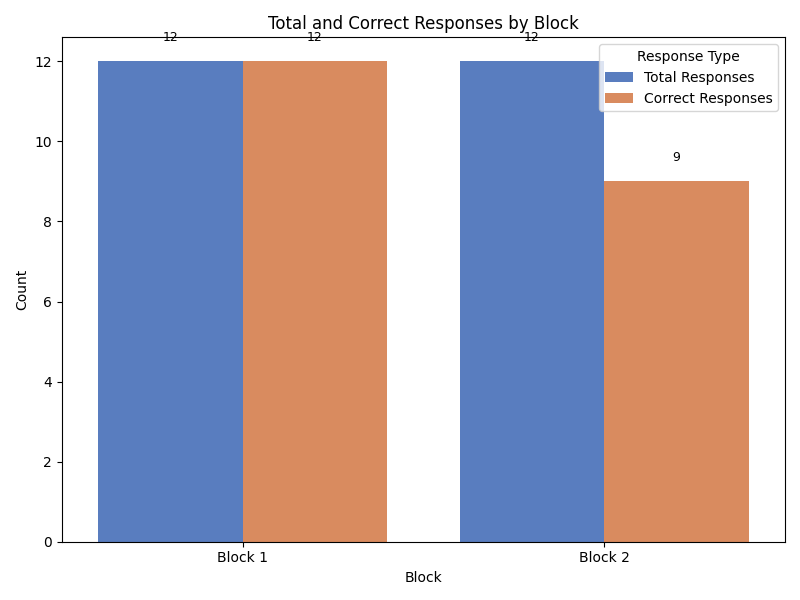 Total and Correct Responses by Block
12
12
12
Response Type
Total Responses
Correct Responses
9
12
10
8
6
4
2
0
Count
Block 1
Block 2
Block